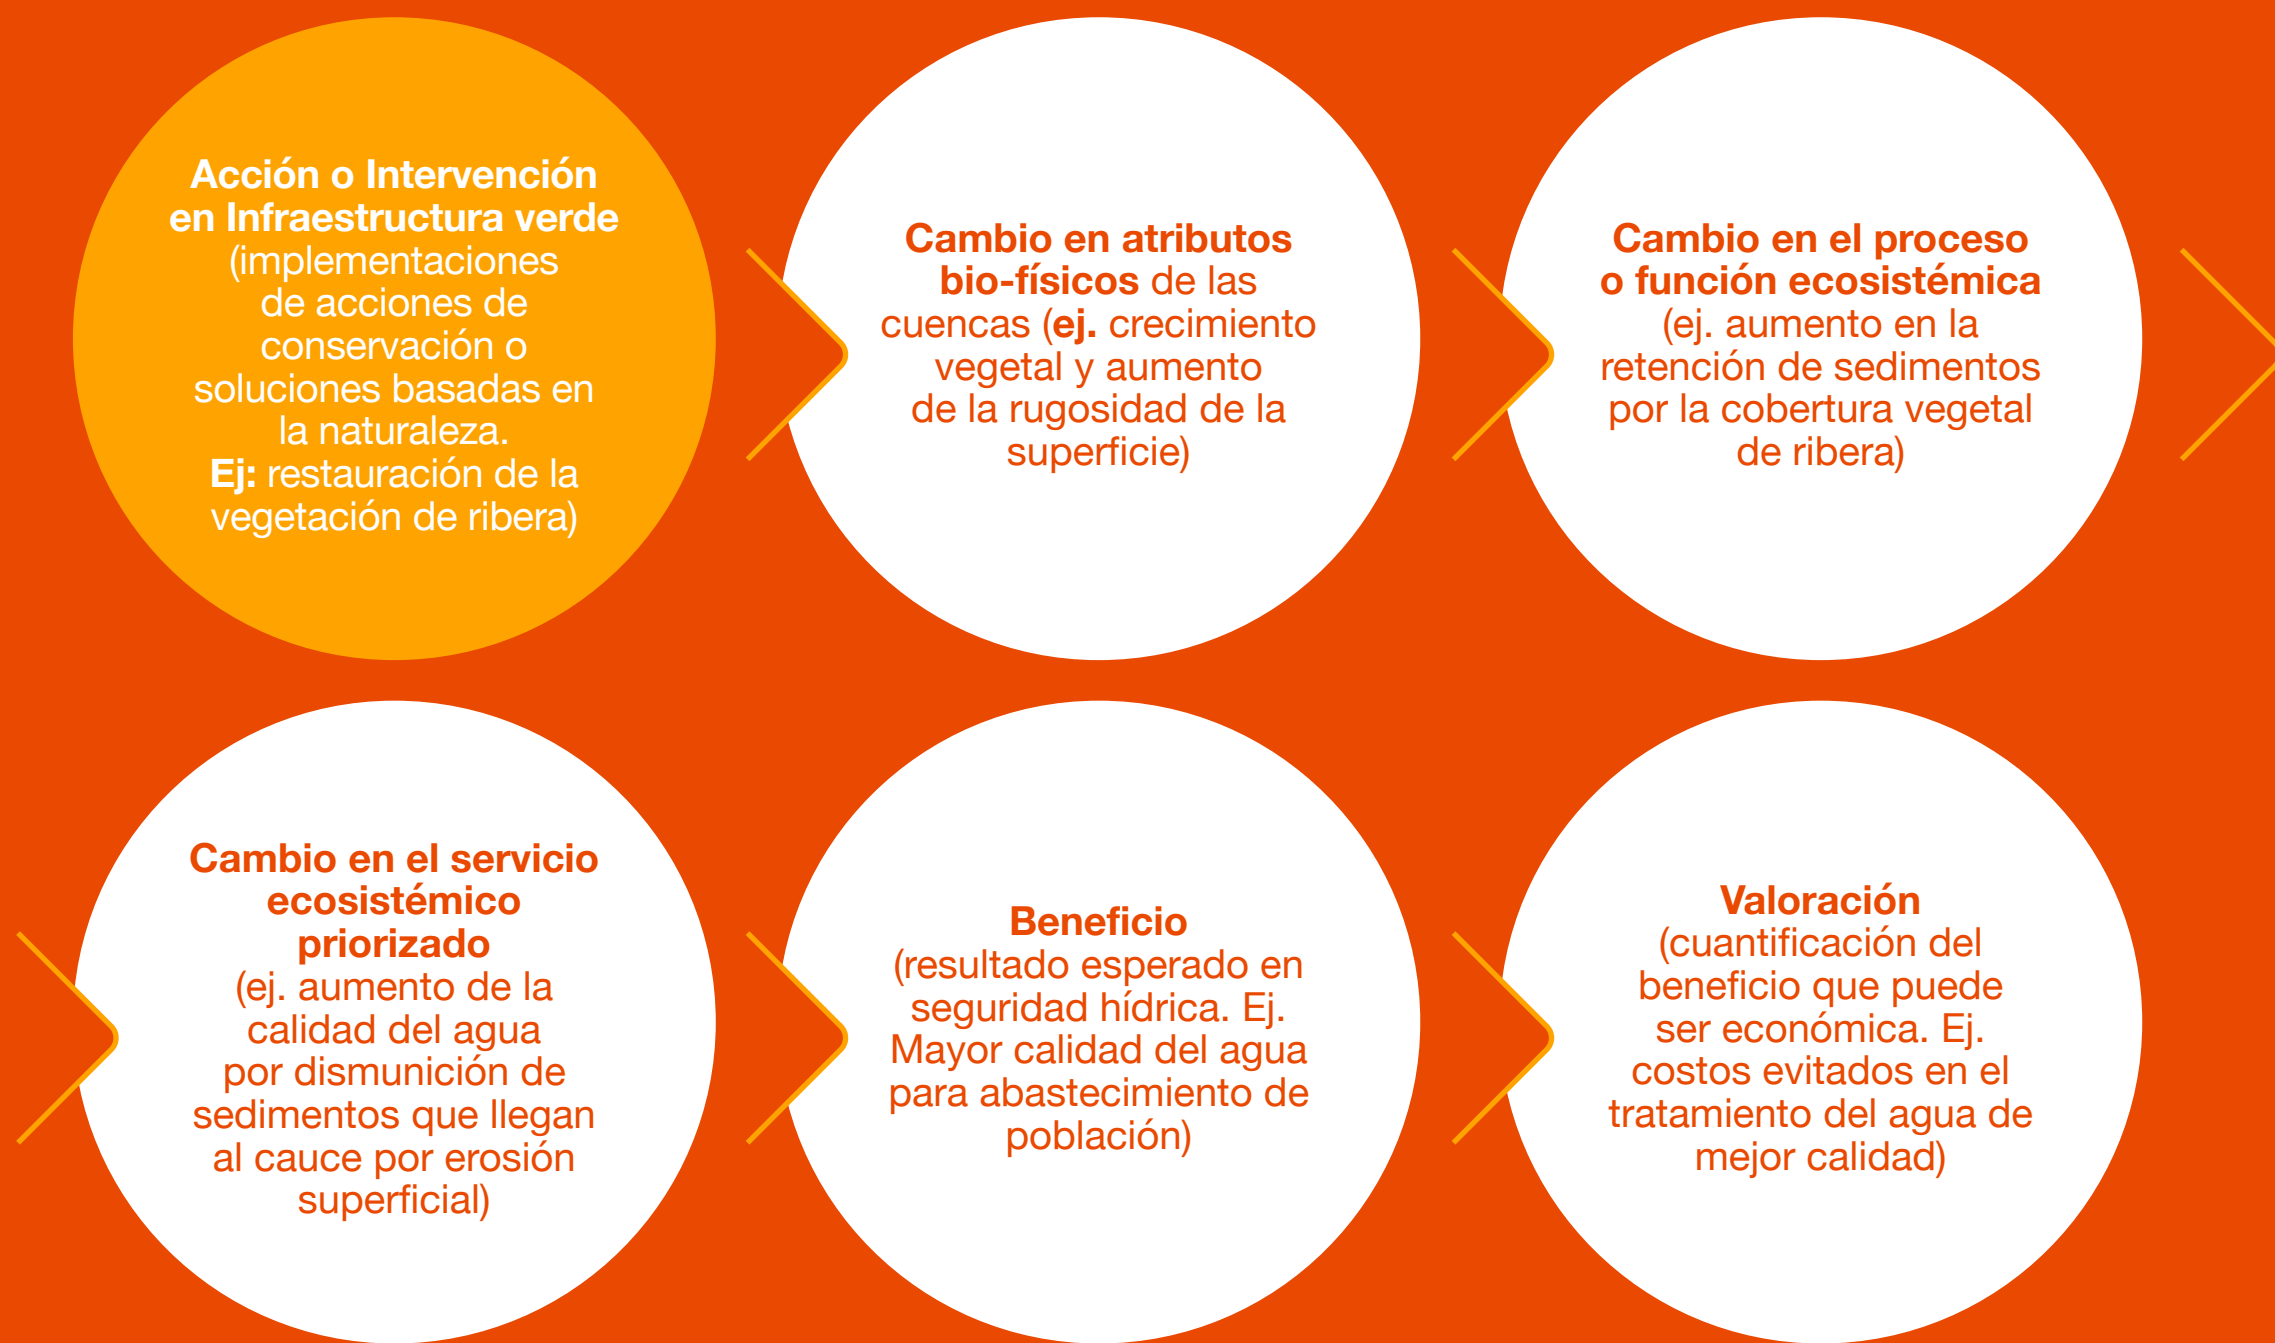 Acción o Intervención
en Infraestructura verde
(implementaciones
de acciones de
conservación o
soluciones basadas en
la naturaleza.
Ej: restauración de la
vegetación de ribera)
Cambio en atributos
bio-físicos de las
cuencas (ej. crecimiento
vegetal y aumento
de la rugosidad de la
superficie)
Cambio en el proceso
o función ecosistémica
(ej. aumento en la
retención de sedimentos
por la cobertura vegetal
de ribera)
Cambio en el servicio
ecosistémico
priorizado
(ej. aumento de la
calidad del agua
por dismunición de
sedimentos que llegan
al cauce por erosión
superficial)
Beneficio
(resultado esperado en
seguridad hídrica. Ej.
Mayor calidad del agua
para abastecimiento de
población)
Valoración
(cuantificación del
beneficio que puede
ser económica. Ej.
costos evitados en el
tratamiento del agua de
mejor calidad)